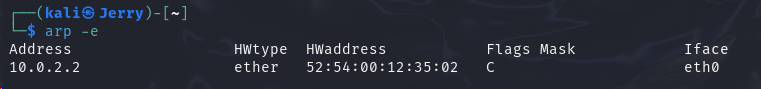 ┌──(kali㉿Jerry)-[~]
└─$ arp -e
Address                  HWtype  HWaddress           Flags Mask            Iface
10.0.2.2                 ether   52:54:00:12:35:02   C                     eth0